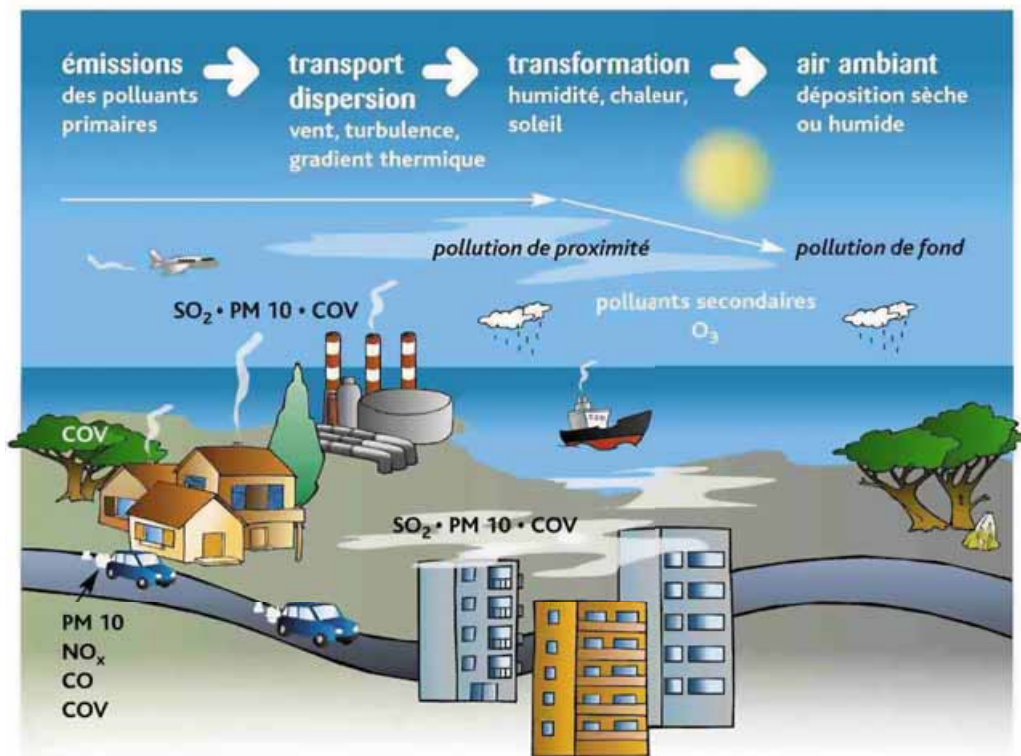 émissions
des polluants
primaires
transport
dispersion
vent, turbulence,
gradient thermique
transformation
humidité, chaleur,
soleil
air ambiant
déposition sèche
ou humide
pollution de proximité
pollution de fond
SO₂ • PM 10 • COV
polluants secondaires
O₃
COV
SO₂ • PM 10 • COV
PM 10
NOₓ
CO
COV